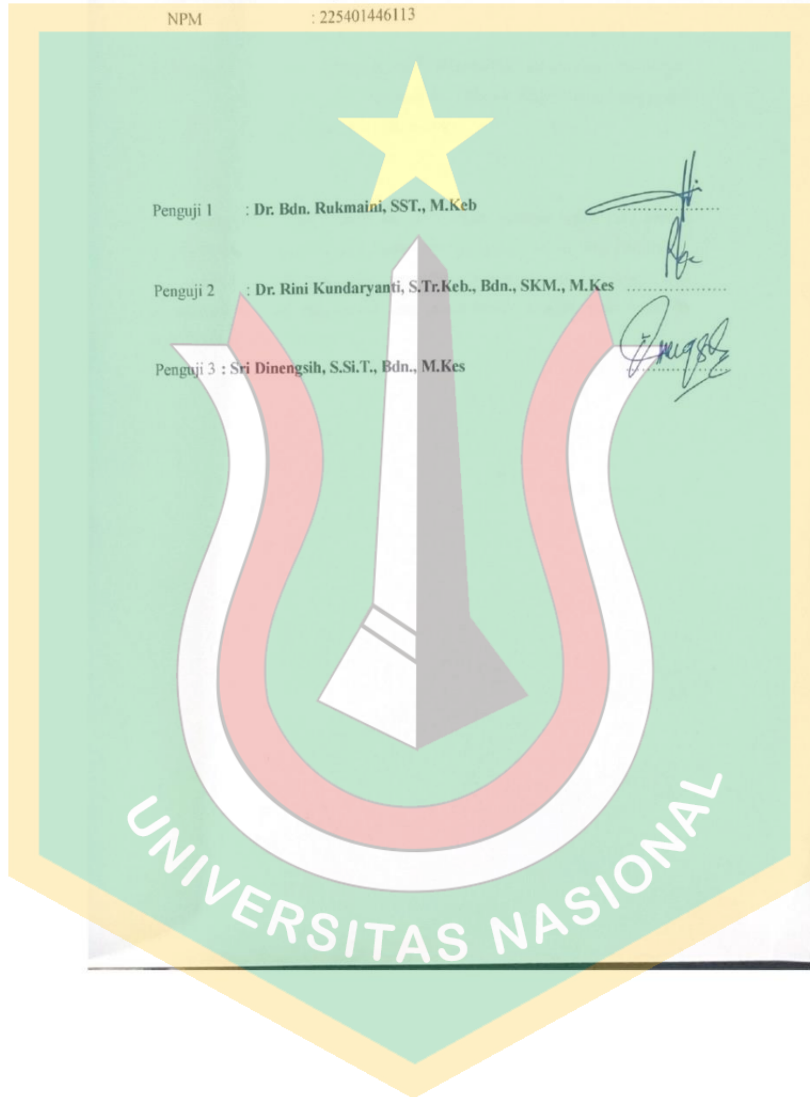 NPM : 225401446113
Penguji 1 : Dr. Bdn. Rukmaini, SST., M.Keb
Penguji 2 : Dr. Rini Kundaryanti, S.Tr.Keb., Bdn., SKM., M.Kes
Penguji 3 : Sri Dinengsih, S.Si.T., Bdn., M.Kes
UNIVERSITAS NASIONAL